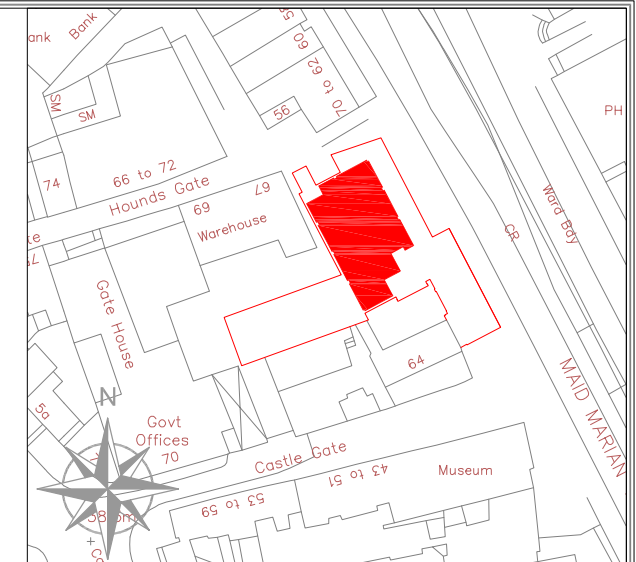 ank
Bank
58
60
70 to 62
56
PH
SM
SM
74
66 to 72
Hounds Gate
67
69
Warehouse
Ward Bdy
CR
Gate House
MAID MARIAN
64
5a
N
Govt
Offices
70
Castle Gate
43 to 51
Museum
53 to 59